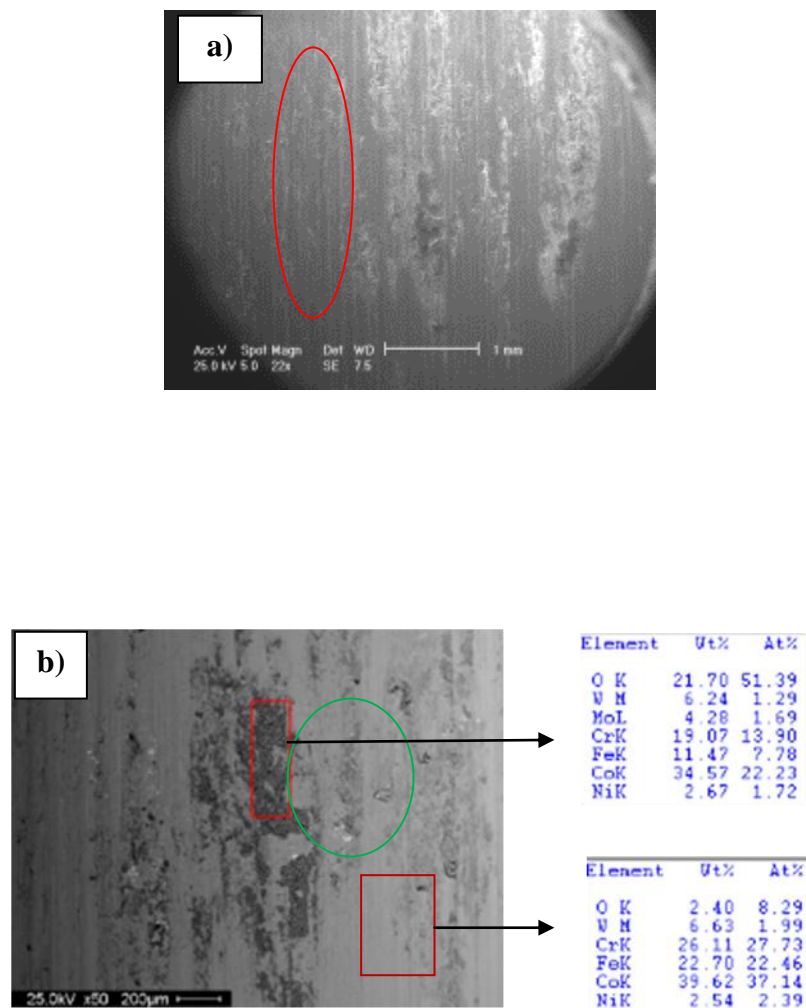 a)
Acc.V Spot Magn Det WD 1 mm
25.0 kV 5.0 22x SE 7.5
b)
25.0kV x50 200µm
Element Wt% At%
O K 21.70 51.39
W M 6.24 1.29
MoL 4.28 1.69
CrK 19.07 13.90
FeK 11.47 7.78
CoK 34.57 22.23
NiK 2.67 1.72
Element Wt% At%
O K 2.40 8.29
W M 6.63 1.99
CrK 26.11 27.73
FeK 22.70 22.46
CoK 39.62 37.14
NiK 2.54 2.39